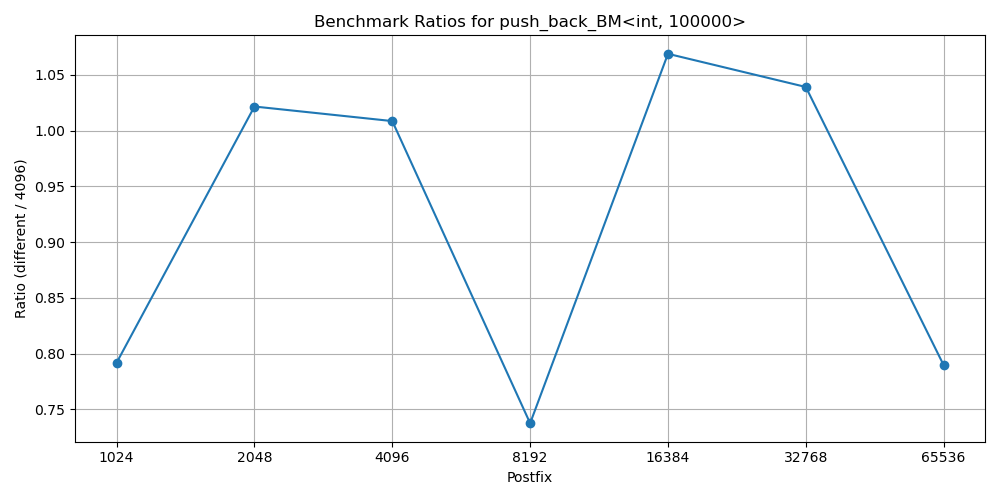 Benchmark Ratios for push_back_BM<int, 100000>
Ratio (different / 4096)
1.05
1.00
0.95
0.90
0.85
0.80
0.75
1024 2048 4096 8192 16384 32768 65536
Postfix